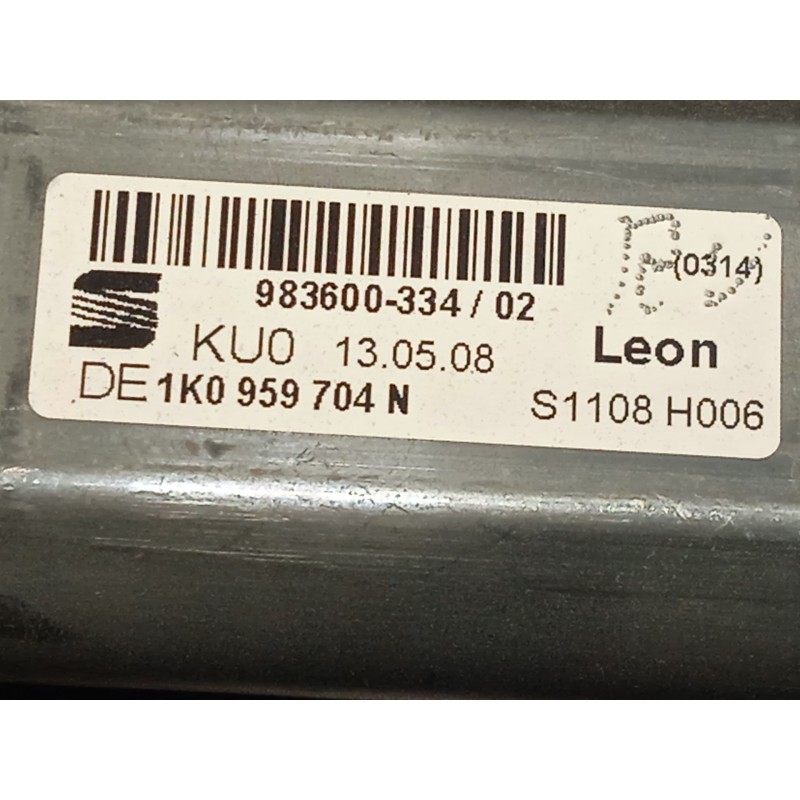 983600-334 / 02
(0314)
KU0 13.05.08
Leon
DE 1K0 959 704 N
S1108 H006